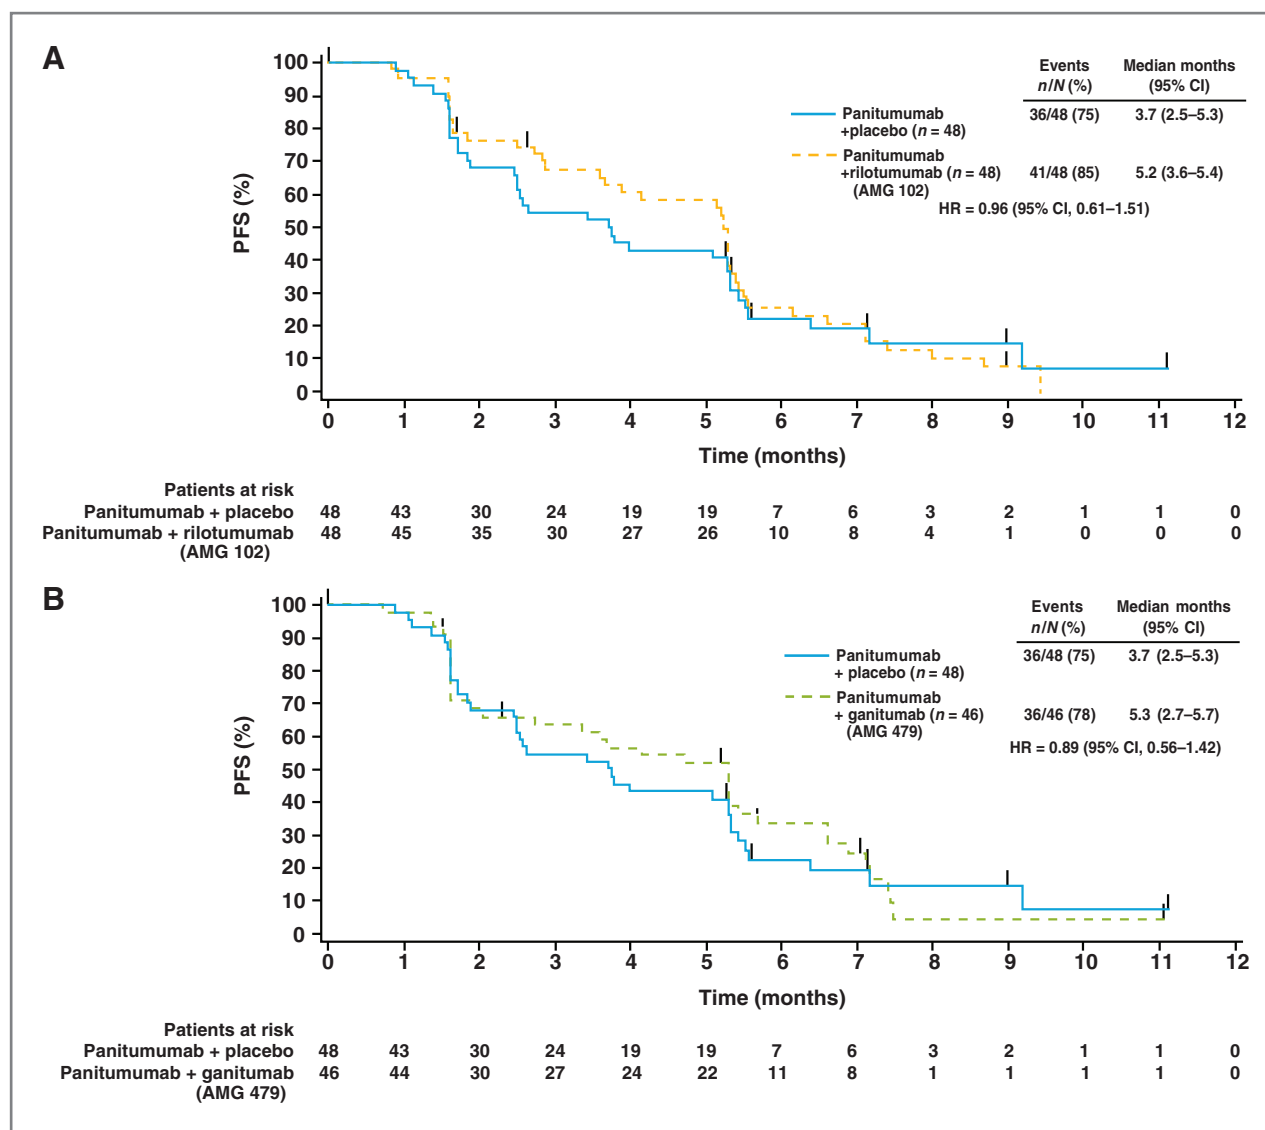 A
PFS (%)
100
90
80
70
60
50
40
30
20
10
0
0 1 2 3 4 5 6 7 8 9 10 11 12
Time (months)
Events Median months
n/N (%) (95% CI)
Panitumumab 36/48 (75) 3.7 (2.5–5.3)
+placebo (n = 48)
Panitumumab
+rilotumumab (n = 48) 41/48 (85) 5.2 (3.6–5.4)
(AMG 102)
HR = 0.96 (95% CI, 0.61–1.51)
Patients at risk
Panitumumab + placebo 48 43 30 24 19 19 7 6 3 2 1 1 0
Panitumumab + rilotumumab 48 45 35 30 27 26 10 8 4 1 0 0 0
(AMG 102)
B
PFS (%)
100
90
80
70
60
50
40
30
20
10
0
0 1 2 3 4 5 6 7 8 9 10 11 12
Time (months)
Events Median months
n/N (%) (95% CI)
Panitumumab 36/48 (75) 3.7 (2.5–5.3)
+ placebo (n = 48)
Panitumumab
+ ganitumab (n = 46) 36/46 (78) 5.3 (2.7–5.7)
(AMG 479)
HR = 0.89 (95% CI, 0.56–1.42)
Patients at risk
Panitumumab + placebo 48 43 30 24 19 19 7 6 3 2 1 1 0
Panitumumab + ganitumab 46 44 30 27 24 22 11 8 1 1 1 1 0
(AMG 479)